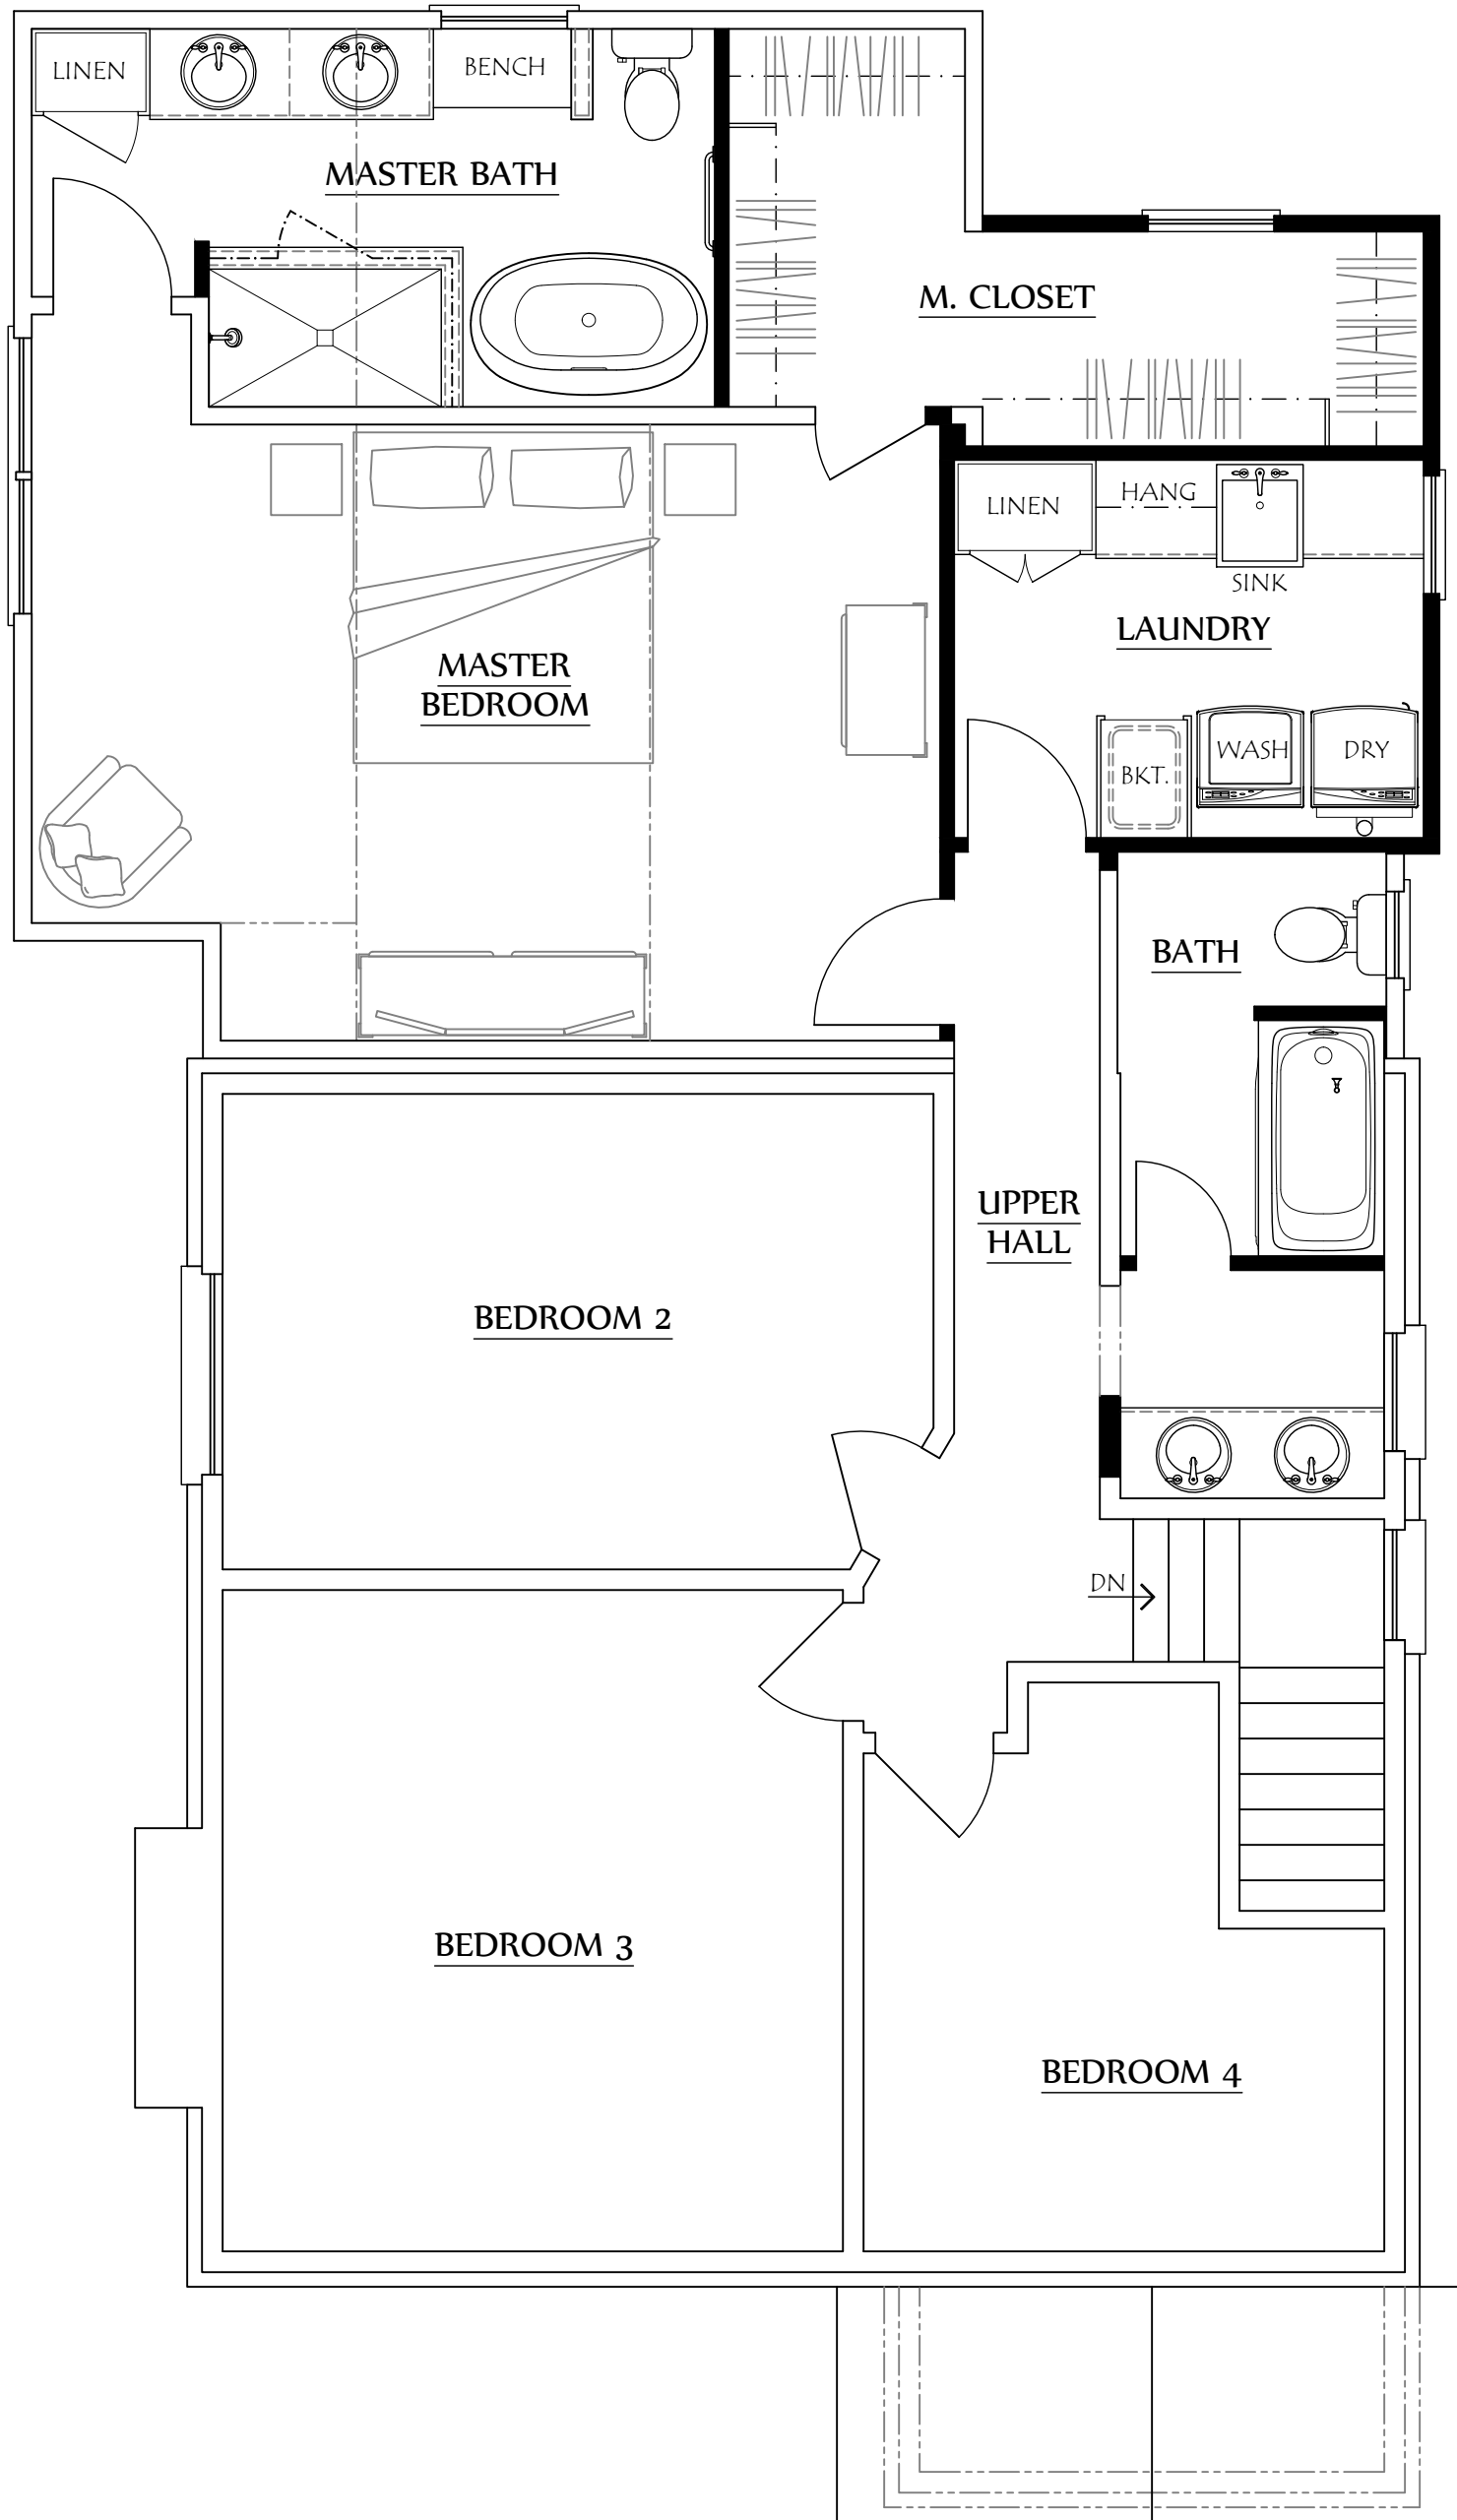 LINEN
BENCH
MASTER BATH
M. CLOSET
LINEN
HANG
SINK
LAUNDRY
MASTER
BEDROOM
BKT.
WASH
DRY
BATH
UPPER
HALL
BEDROOM 2
DN
BEDROOM 3
BEDROOM 4